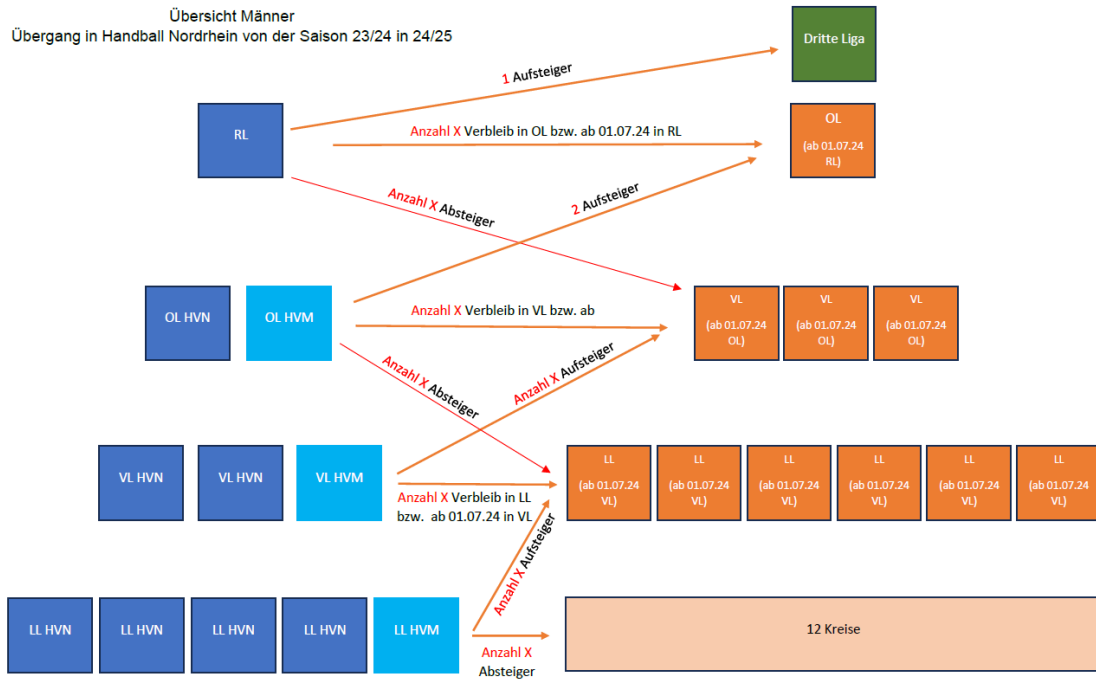 Übersicht Männer
Übergang in Handball Nordrhein von der Saison 23/24 in 24/25
Dritte Liga
1 Aufsteiger
RL
Anzahl X Verbleib in OL bzw. ab 01.07.24 in RL
OL
(ab 01.07.24
RL)
Anzahl X Absteiger
2 Aufsteiger
OL HVN
OL HVM
Anzahl X Verbleib in VL bzw. ab
VL
(ab 01.07.24
OL)
VL
(ab 01.07.24
OL)
VL
(ab 01.07.24
OL)
Anzahl X Absteiger
Anzahl X Aufsteiger
VL HVN
VL HVN
VL HVM
Anzahl X Verbleib in LL
bzw. ab 01.07.24 in VL
LL
(ab 01.07.24
VL)
LL
(ab 01.07.24
VL)
LL
(ab 01.07.24
VL)
LL
(ab 01.07.24
VL)
LL
(ab 01.07.24
VL)
LL
(ab 01.07.24
VL)
Anzahl X Aufsteiger
LL HVN
LL HVN
LL HVN
LL HVN
LL HVM
Anzahl X
Absteiger
12 Kreise